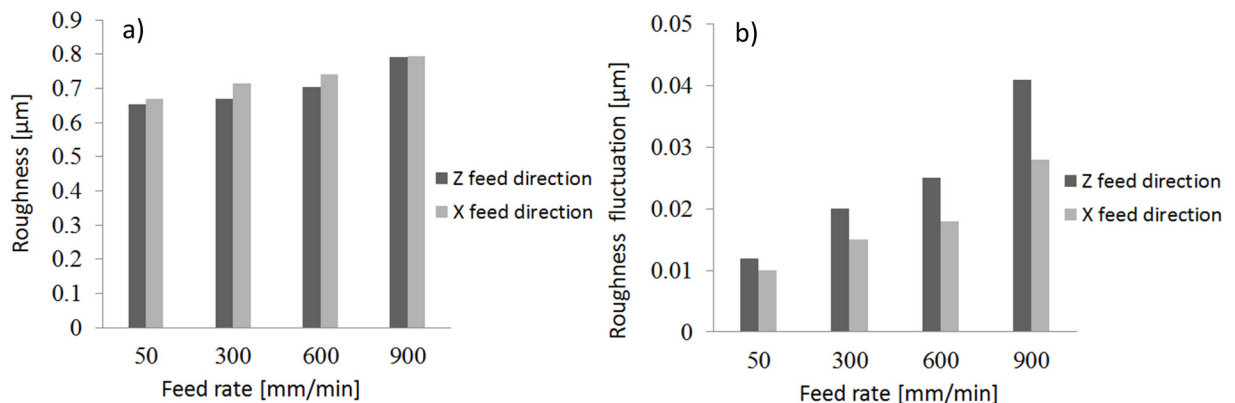 a)
Roughness [µm]
0.9
0.8
0.7
0.6
0.5
0.4
0.3
0.2
0.1
0
50 300 600 900
Feed rate [mm/min]
Z feed direction
X feed direction
b)
Roughness fluctuation [µm]
0.05
0.04
0.03
0.02
0.01
0
50 300 600 900
Feed rate [mm/min]
Z feed direction
X feed direction